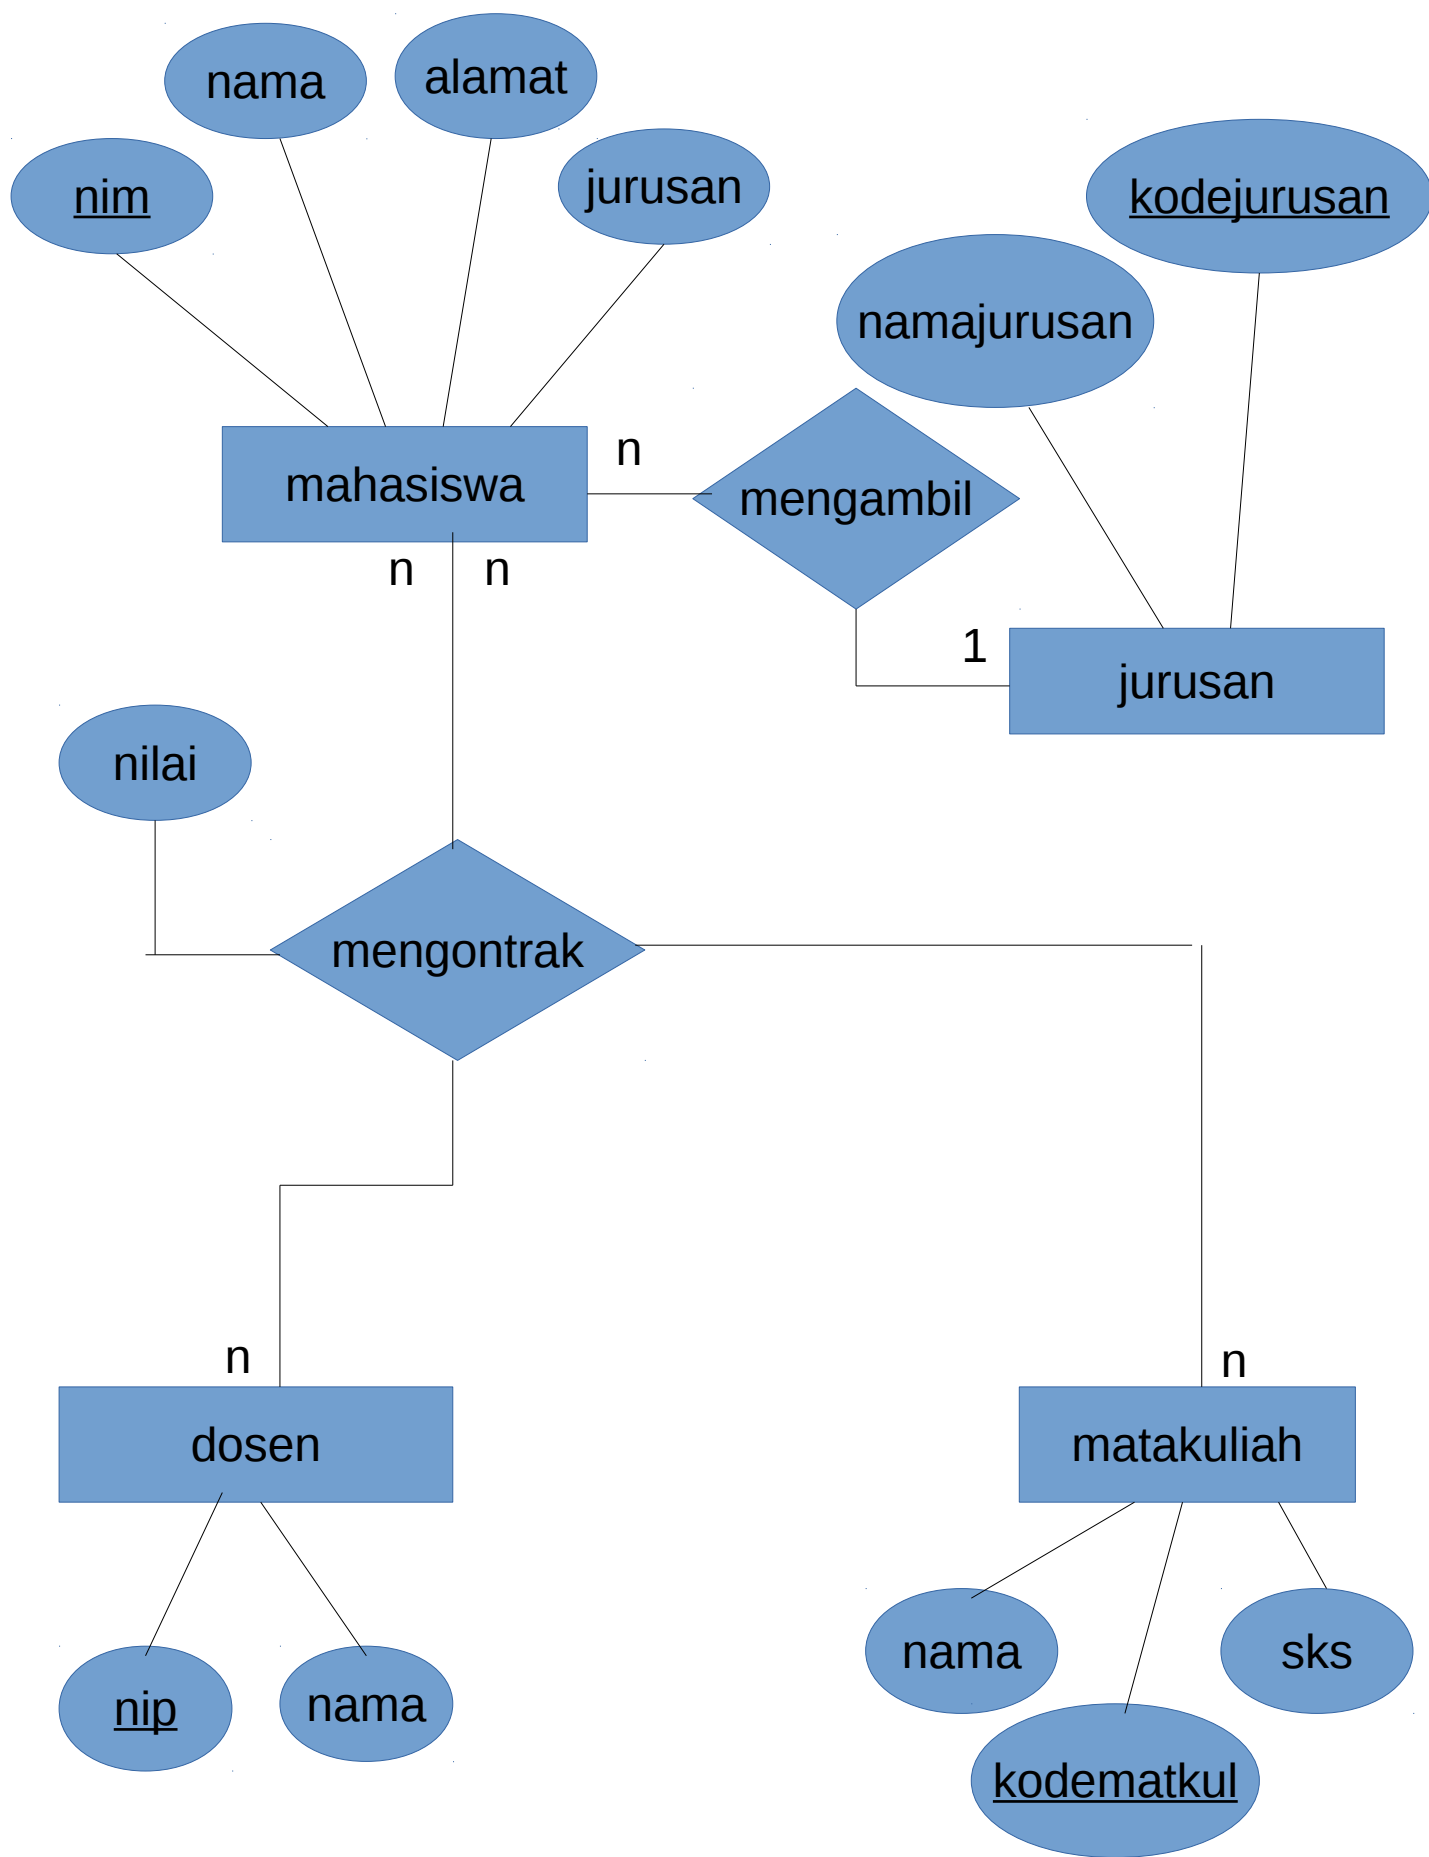 nama
alamat
jurusan
nim
kodejurusan
namajurusan
mahasiswa
n
mengambil
n
n
1
jurusan
nilai
mengontrak
n
n
dosen
matakuliah
nama
sks
nip
nama
kodematkul